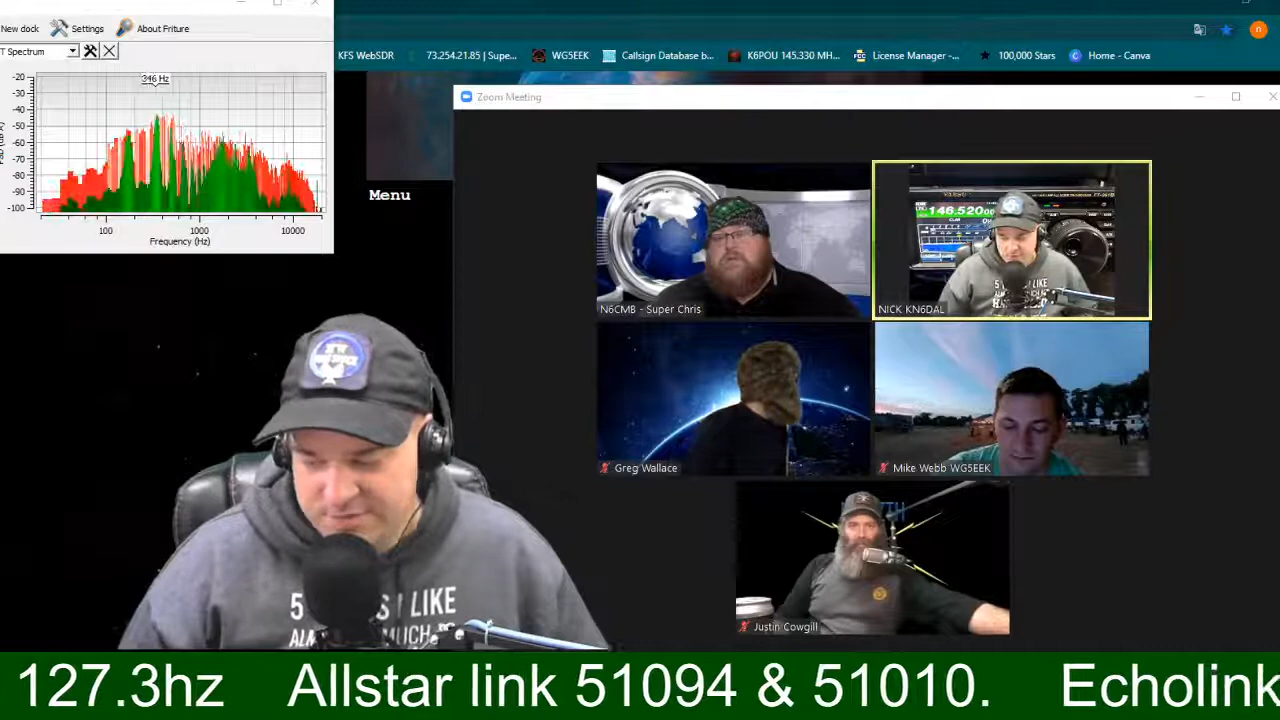 New dock Settings About Friture
T Spectrum
346 Hz
-20
-30
-40
-50
-60
-70
-80
-90
-100
100 1000 10000
Frequency (Hz)
KFS WebSDR 73.254.21.85 | Supe... WG5EEK Callsign Database b... K6POU 145.330 MH... FCC License Manager -... 100,000 Stars Home - Canva
n
Zoom Meeting
Menu
146.520
N6CMB - Super Chris
NICK KN6DAL
Greg Wallace
Mike Webb WG5EEK
Justin Cowgill
5 I LIKE
127.3hz Allstar link 51094 & 51010. Echolink